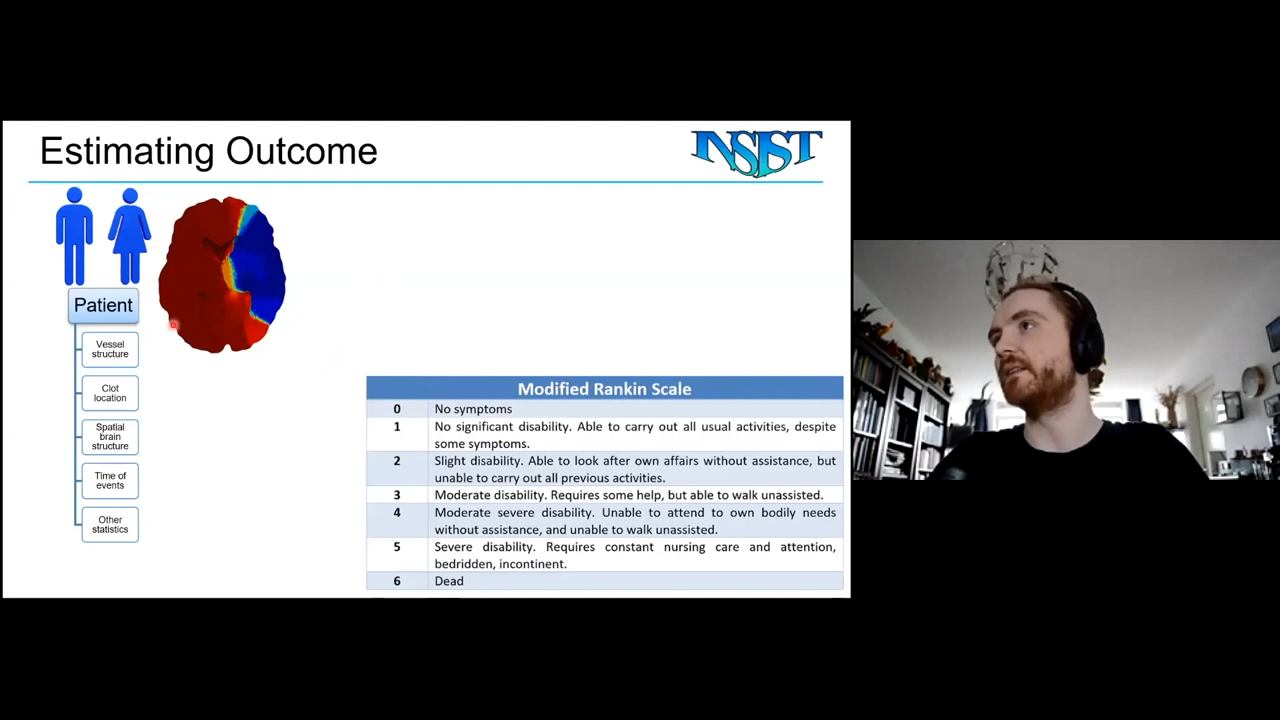 Estimating Outcome
INSIST
Patient
Vessel
structure
Clot
location
Spatial
brain
structure
Time of
events
Other
statistics
Modified Rankin Scale
0 No symptoms
1 No significant disability. Able to carry out all usual activities, despite
some symptoms.
2 Slight disability. Able to look after own affairs without assistance, but
unable to carry out all previous activities.
3 Moderate disability. Requires some help, but able to walk unassisted.
4 Moderate severe disability. Unable to attend to own bodily needs
without assistance, and unable to walk unassisted.
5 Severe disability. Requires constant nursing care and attention,
bedridden, incontinent.
6 Dead